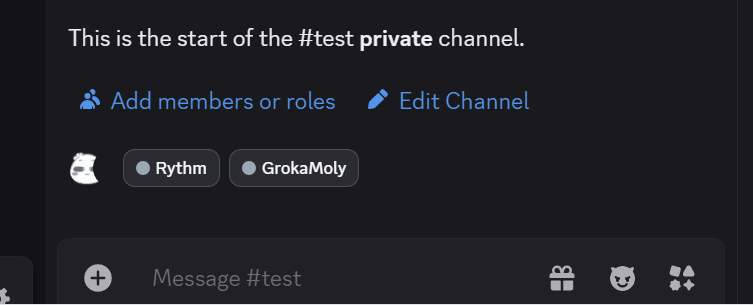 This is the start of the #test private channel.
Add members or roles Edit Channel
Rythm GrokaMoly
Message #test